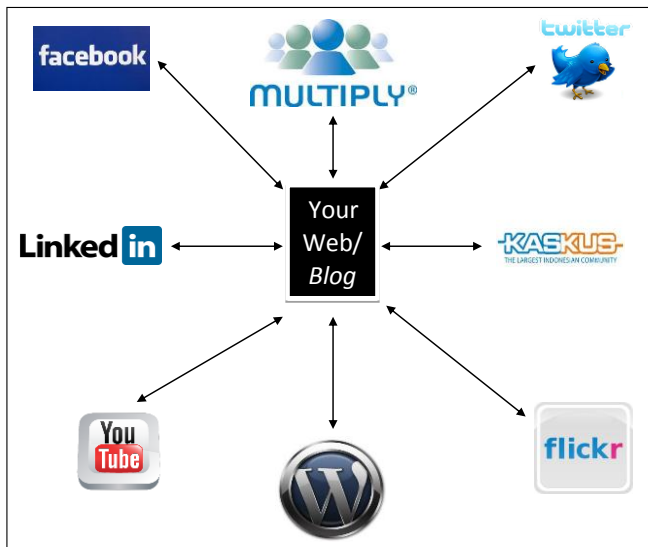 facebook
MULTIPLY®
twitter
Your
Web/
Blog
Linked in
KASKUS
THE LARGEST INDONESIAN COMMUNITY
You
Tube
W
flickr